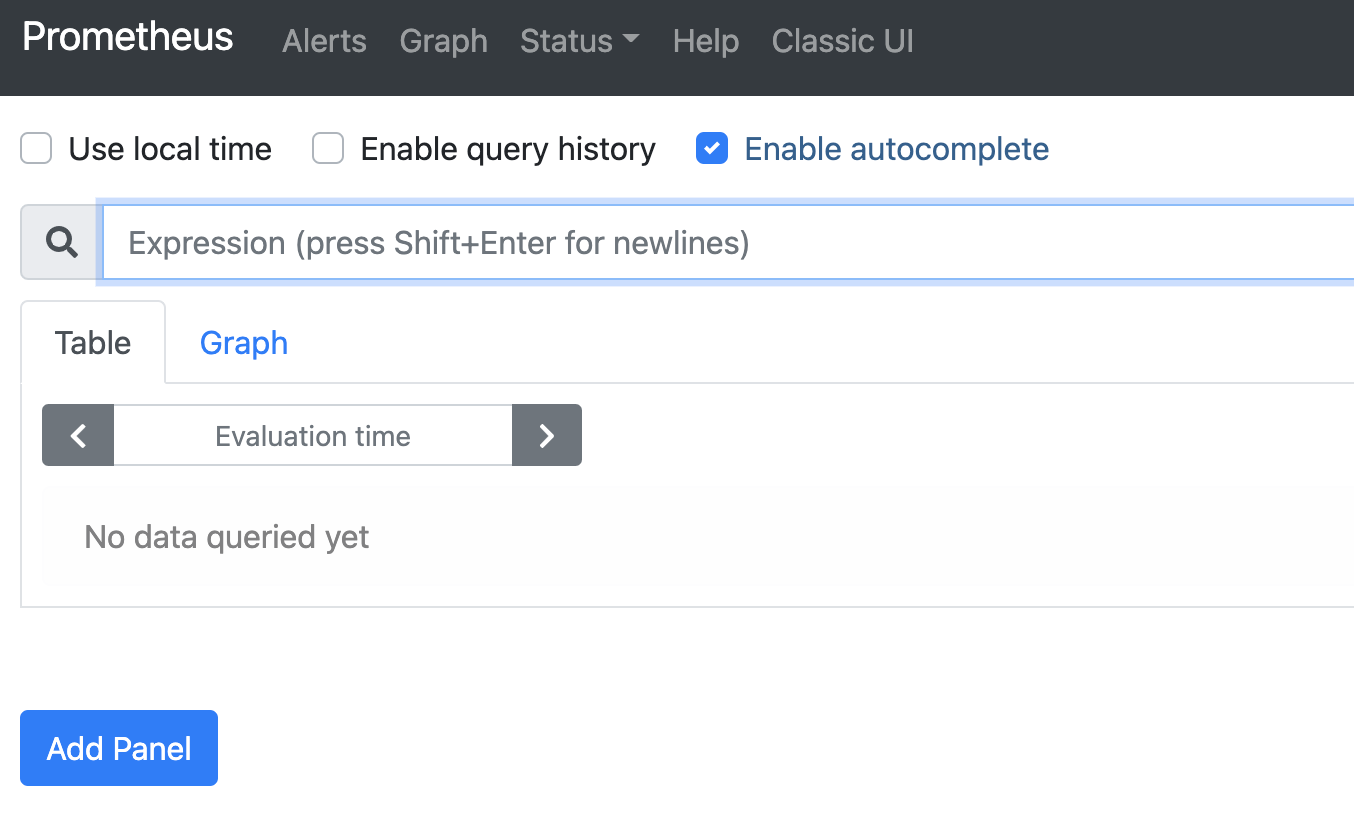 Prometheus Alerts Graph Status Help Classic UI
Use local time Enable query history Enable autocomplete
Expression (press Shift+Enter for newlines)
Table Graph
Evaluation time
No data queried yet
Add Panel